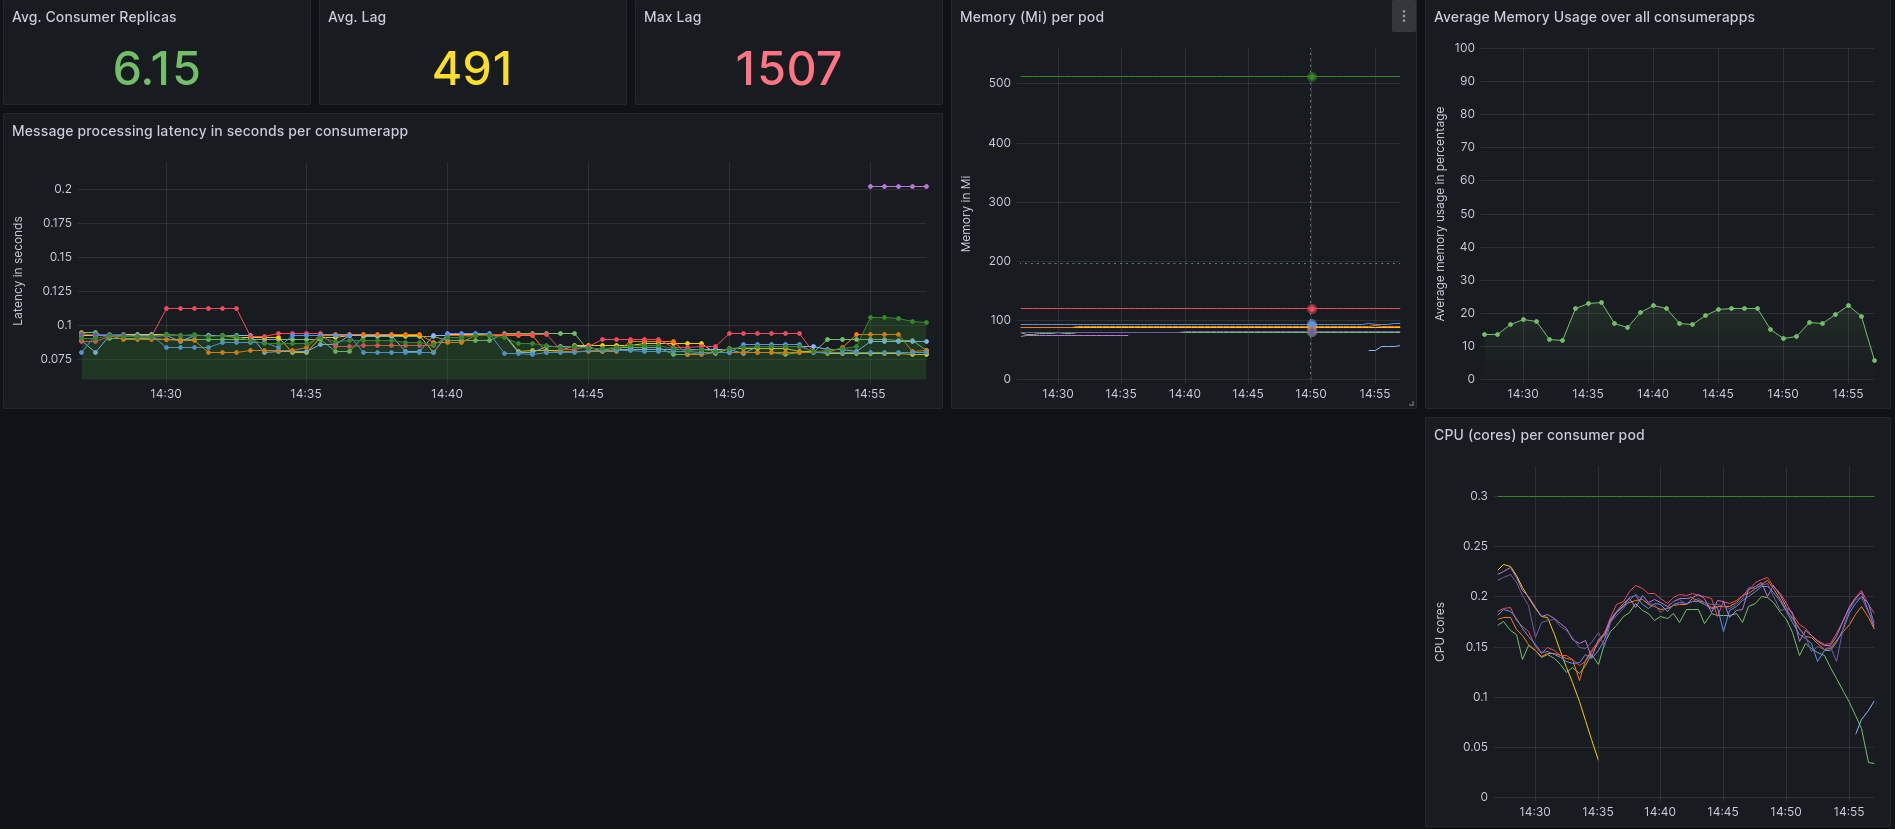 Avg. Consumer Replicas
6.15
Avg. Lag
491
Max Lag
1507
Message processing latency in seconds per consumerapp
Latency in seconds
0.2
0.175
0.15
0.125
0.1
0.075
14:30 14:35 14:40 14:45 14:50 14:55
Memory (Mi) per pod
Memory in Mi
500
400
300
200
100
0
14:30 14:35 14:40 14:45 14:50 14:55
Average Memory Usage over all consumerapps
Average memory usage in percentage
100
90
80
70
60
50
40
30
20
10
0
14:30 14:35 14:40 14:45 14:50 14:55
CPU (cores) per consumer pod
CPU cores
0.3
0.25
0.2
0.15
0.1
0.05
0
14:30 14:35 14:40 14:45 14:50 14:55